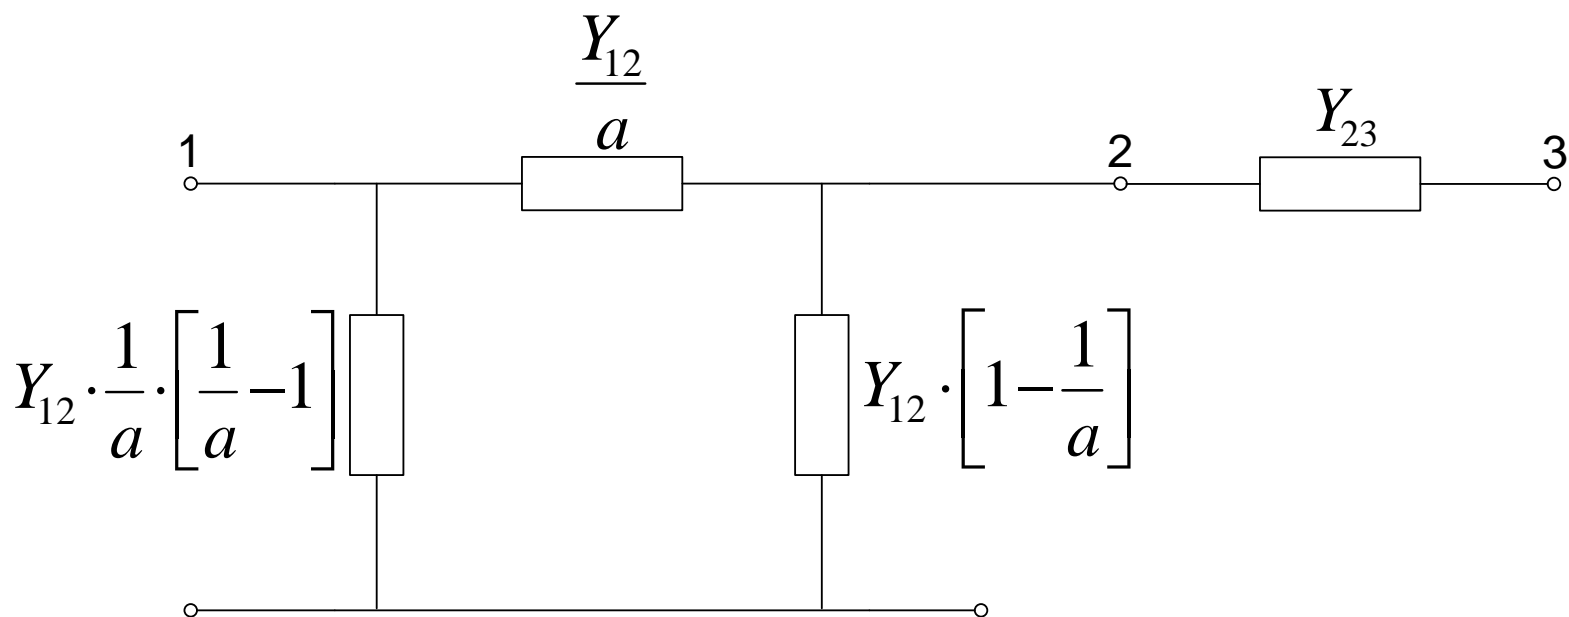 Y₁₂/a
Y₂₃
1
2
3
Y₁₂ · 1/a · [1/a − 1]
Y₁₂ · [1 − 1/a]